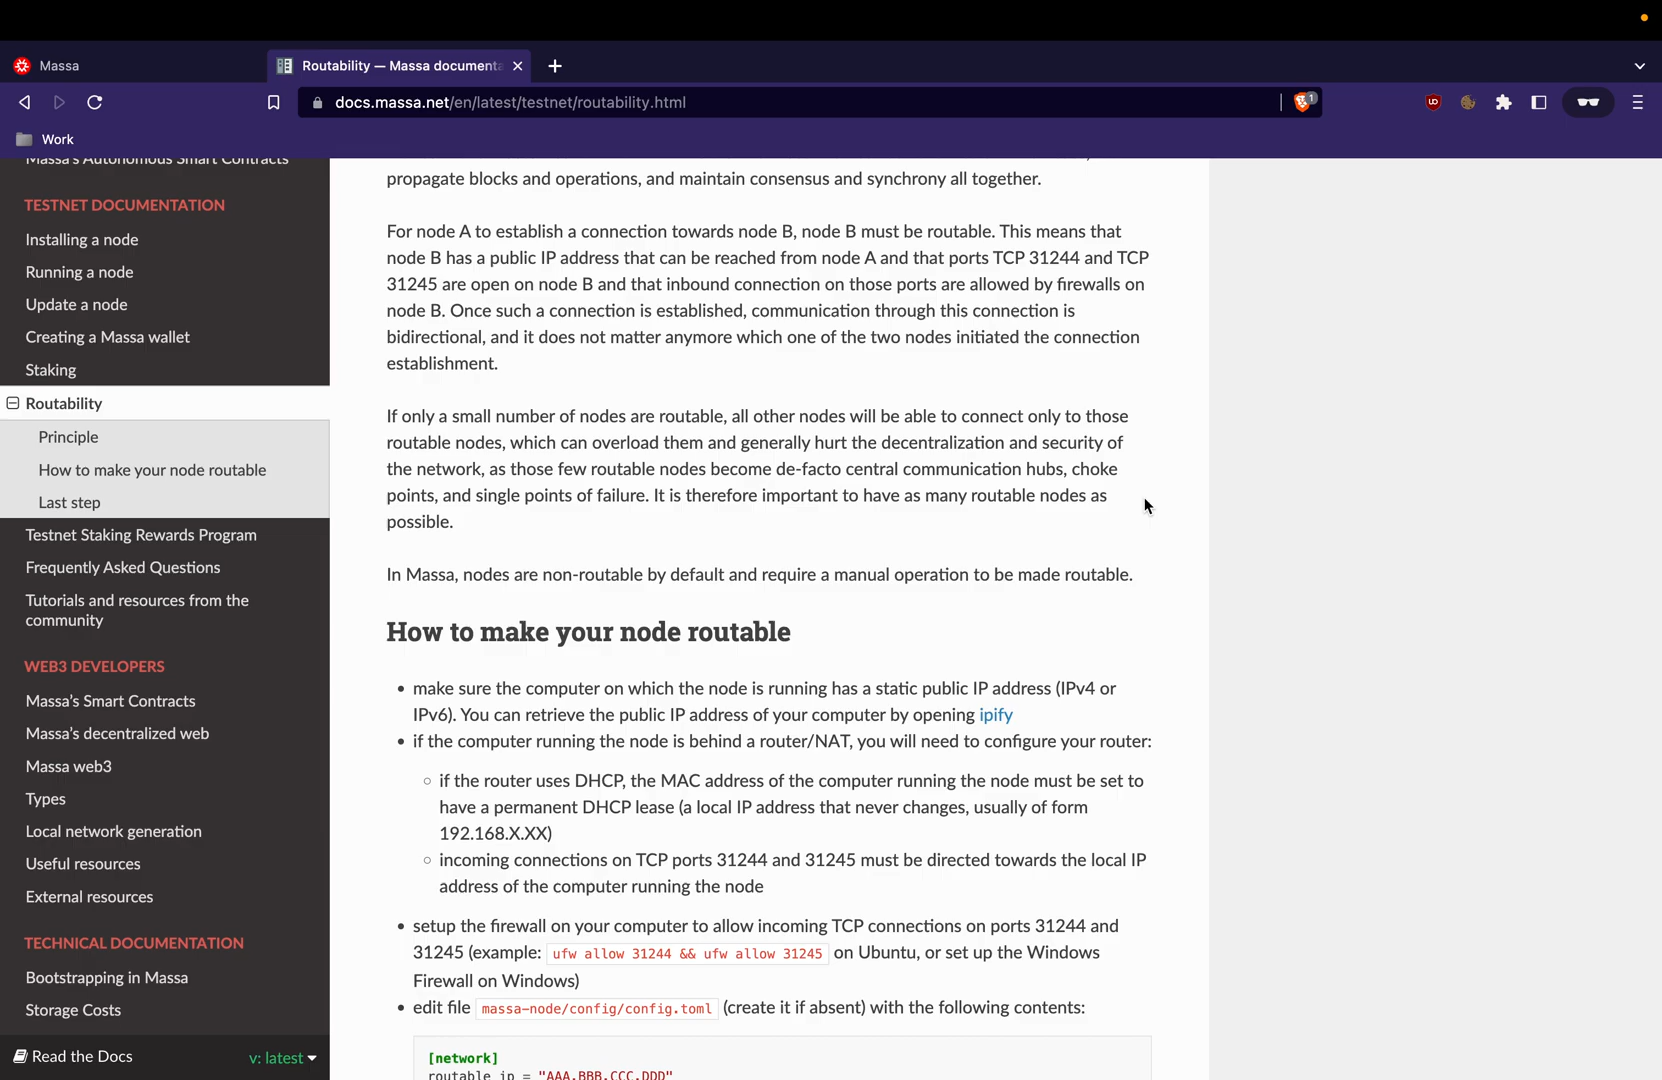 Massa
Routability — Massa documenta
docs.massa.net/en/latest/testnet/routability.html
1
Work
Massa's Autonomous Smart Contracts
TESTNET DOCUMENTATION
Installing a node
Running a node
Update a node
Creating a Massa wallet
Staking
Routability
Principle
How to make your node routable
Last step
Testnet Staking Rewards Program
Frequently Asked Questions
Tutorials and resources from the
community
WEB3 DEVELOPERS
Massa's Smart Contracts
Massa's decentralized web
Massa web3
Types
Local network generation
Useful resources
External resources
TECHNICAL DOCUMENTATION
Bootstrapping in Massa
Storage Costs
Read the Docs
v: latest
propagate blocks and operations, and maintain consensus and synchrony all together.
For node A to establish a connection towards node B, node B must be routable. This means that
node B has a public IP address that can be reached from node A and that ports TCP 31244 and TCP
31245 are open on node B and that inbound connection on those ports are allowed by firewalls on
node B. Once such a connection is established, communication through this connection is
bidirectional, and it does not matter anymore which one of the two nodes initiated the connection
establishment.
If only a small number of nodes are routable, all other nodes will be able to connect only to those
routable nodes, which can overload them and generally hurt the decentralization and security of
the network, as those few routable nodes become de-facto central communication hubs, choke
points, and single points of failure. It is therefore important to have as many routable nodes as
possible.
In Massa, nodes are non-routable by default and require a manual operation to be made routable.
How to make your node routable
• make sure the computer on which the node is running has a static public IP address (IPv4 or
IPv6). You can retrieve the public IP address of your computer by opening ipify
• if the computer running the node is behind a router/NAT, you will need to configure your router:
○ if the router uses DHCP, the MAC address of the computer running the node must be set to
have a permanent DHCP lease (a local IP address that never changes, usually of form
192.168.X.XX)
○ incoming connections on TCP ports 31244 and 31245 must be directed towards the local IP
address of the computer running the node
• setup the firewall on your computer to allow incoming TCP connections on ports 31244 and
31245 (example: ufw allow 31244 && ufw allow 31245 on Ubuntu, or set up the Windows
Firewall on Windows)
• edit file massa-node/config/config.toml (create it if absent) with the following contents:
[network]
routable_ip = "AAA.BBB.CCC.DDD"